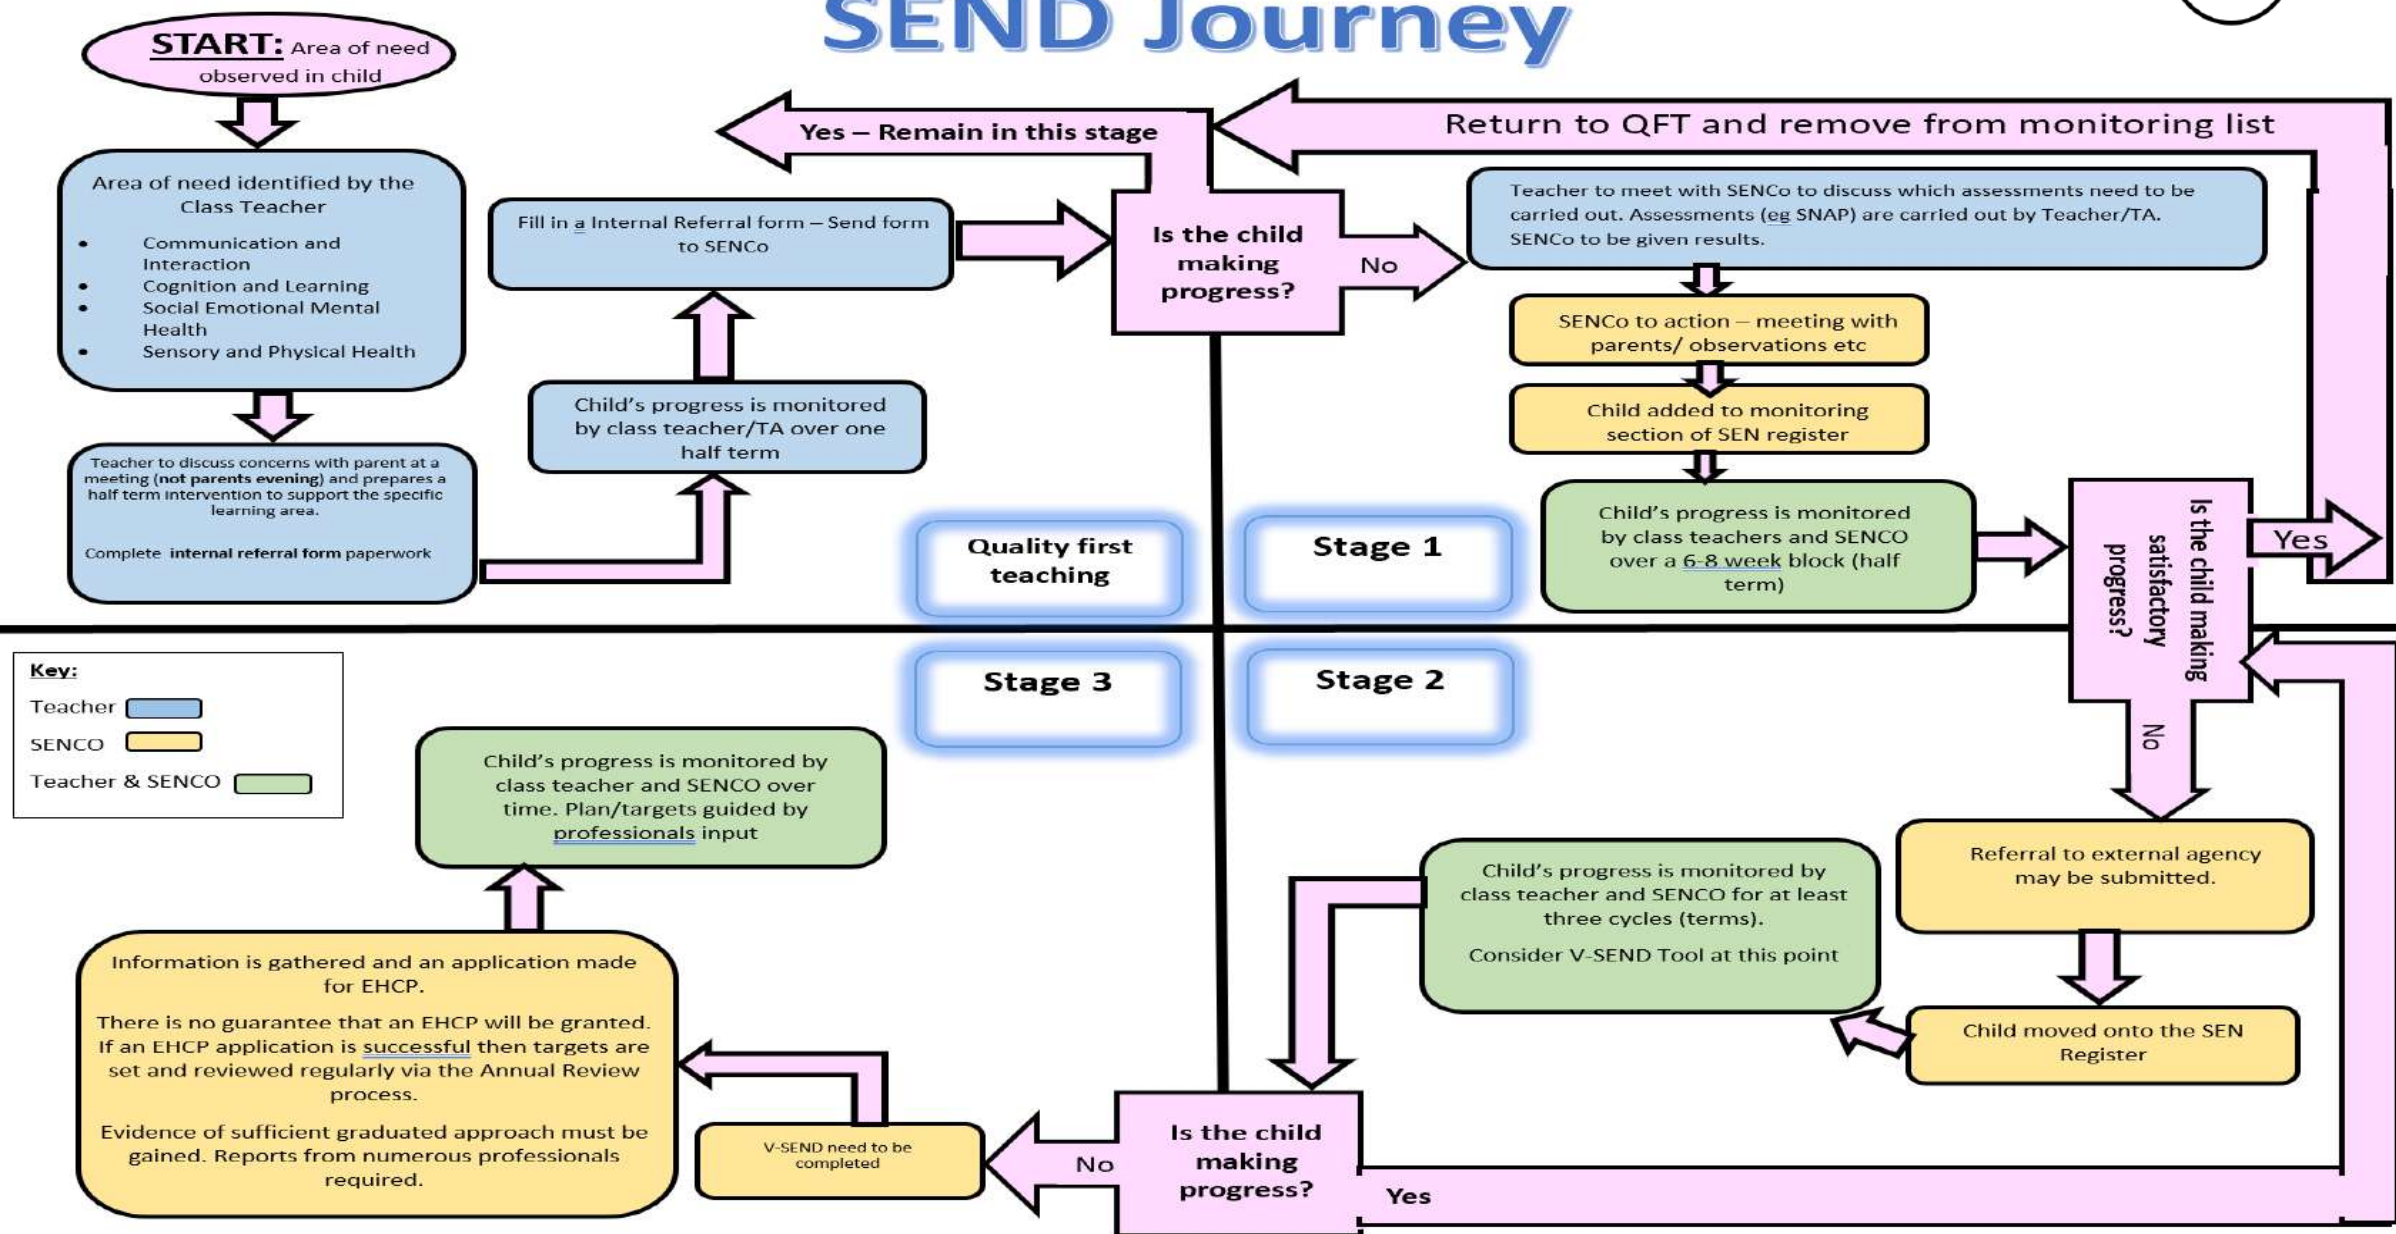 SEND Journey
START: Area of need
observed in child
Area of need identified by the
Class Teacher
• Communication and
Interaction
• Cognition and Learning
• Social Emotional Mental
Health
• Sensory and Physical Health
Teacher to discuss concerns with parent at a
meeting (not parents evening) and prepares a
half term intervention to support the specific
learning area.
Complete internal referral form paperwork
Child's progress is monitored
by class teacher/TA over one
half term
Fill in a Internal Referral form – Send form
to SENCo
Is the child
making
progress?
Yes – Remain in this stage
No
Quality first
teaching
Return to QFT and remove from monitoring list
Teacher to meet with SENCo to discuss which assessments need to be
carried out. Assessments (eg SNAP) are carried out by Teacher/TA.
SENCo to be given results.
SENCo to action – meeting with
parents/ observations etc
Child added to monitoring
section of SEN register
Child's progress is monitored
by class teachers and SENCO
over a 6-8 week block (half
term)
Stage 1
Is the child making
satisfactory
progress?
Yes
No
Stage 2
Referral to external agency
may be submitted.
Child moved onto the SEN
Register
Child's progress is monitored by
class teacher and SENCO for at least
three cycles (terms).
Consider V-SEND Tool at this point
Is the child
making
progress?
Yes
No
Stage 3
V-SEND need to be
completed
Information is gathered and an application made
for EHCP.
There is no guarantee that an EHCP will be granted.
If an EHCP application is successful then targets are
set and reviewed regularly via the Annual Review
process.
Evidence of sufficient graduated approach must be
gained. Reports from numerous professionals
required.
Child's progress is monitored by
class teacher and SENCO over
time. Plan/targets guided by
professionals input
Key:
Teacher
SENCO
Teacher & SENCO